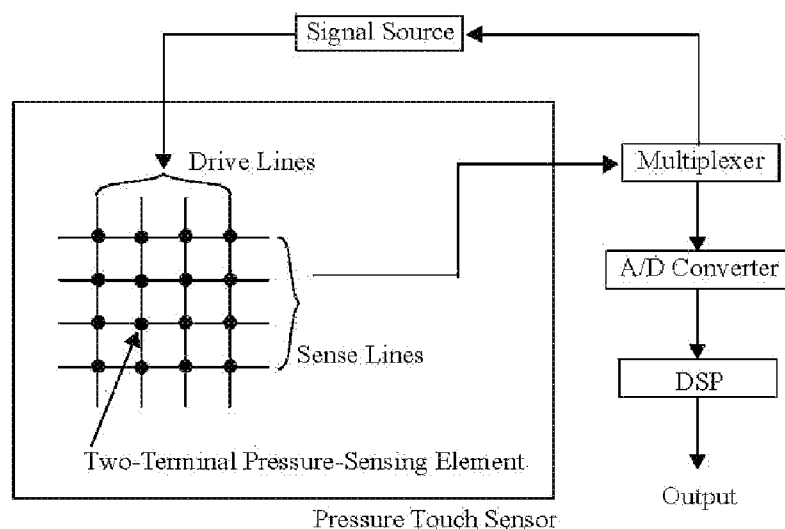 Signal Source
Drive Lines
Multiplexer
A/D Converter
Sense Lines
DSP
Two-Terminal Pressure-Sensing Element
Output
Pressure Touch Sensor